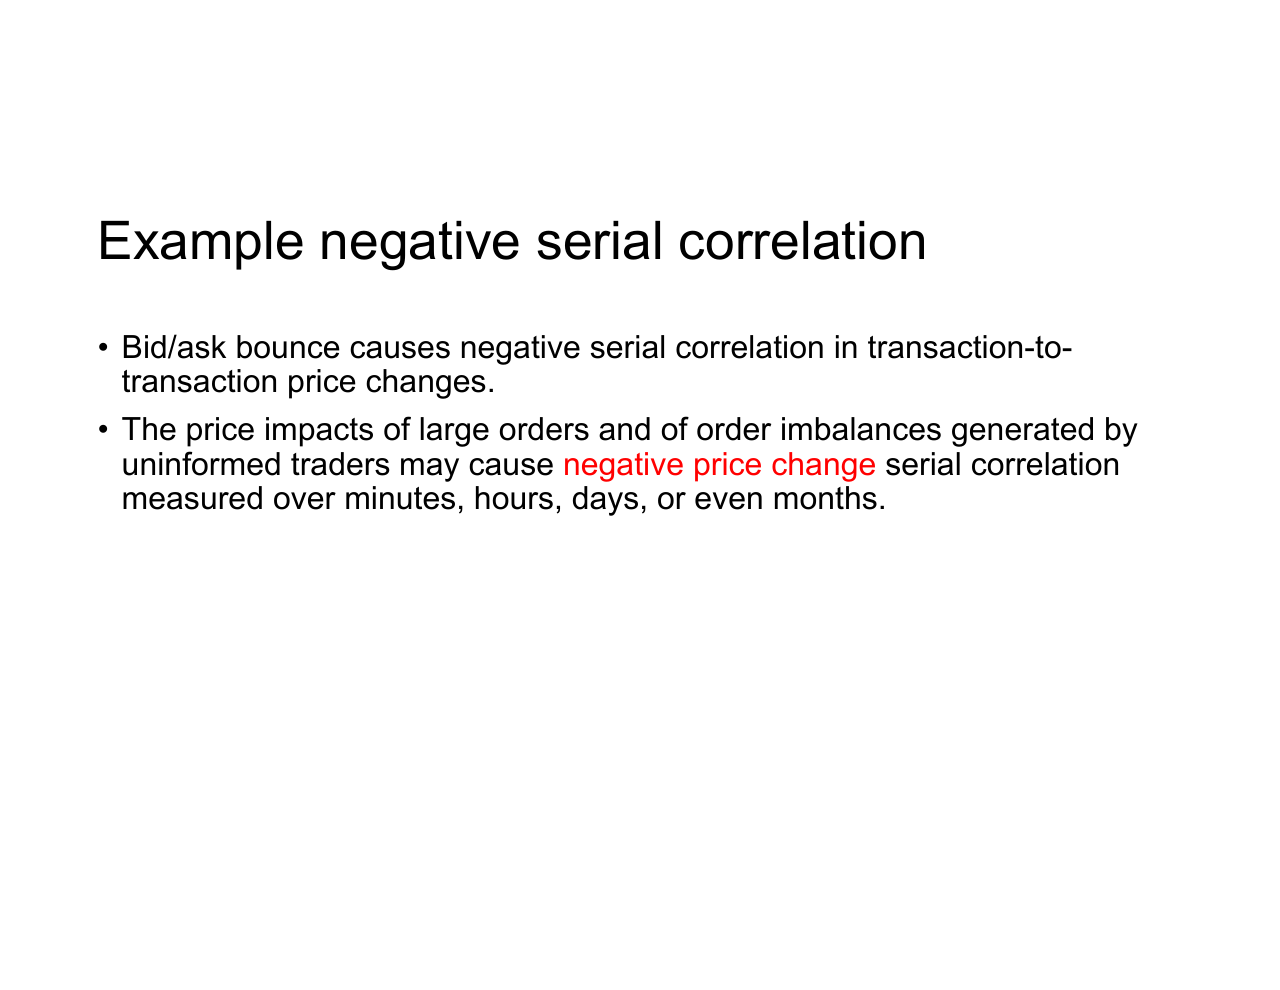 Example negative serial correlation
• Bid/ask bounce causes negative serial correlation in transaction-to-
transaction price changes.
• The price impacts of large orders and of order imbalances generated by
uninformed traders may cause negative price change serial correlation
measured over minutes, hours, days, or even months.